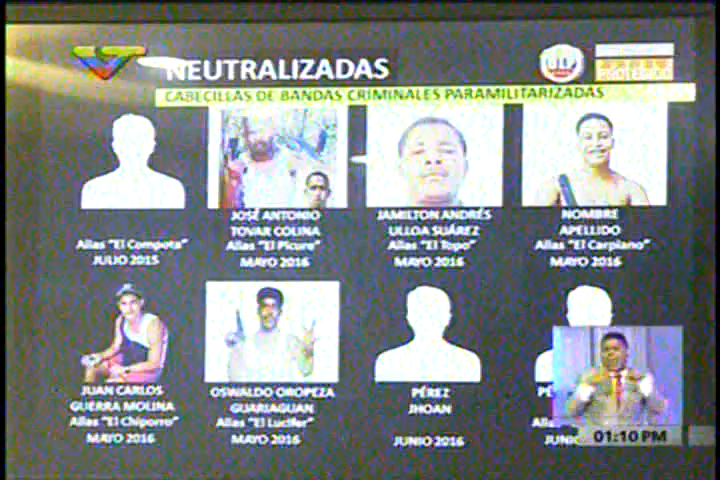 NEUTRALIZADAS
CABECILLAS DE BANDAS CRIMINALES PARAMILITARIZADAS
Alias "El Compota"
JULIO 2015
JOSÉ ANTONIO
TOVAR COLINA
Alias "El Picure"
MAYO 2016
JAMILTON ANDRÉS
ULLOA SUÁREZ
Alias "El Topo"
MAYO 2016
NOMBRE
APELLIDO
Alias "El Carpiano"
MAYO 2016
JUAN CARLOS
GUERRA MOLINA
Alias "El Chiporro"
MAYO 2016
OSWALDO OROPEZA
GUARIAGUAN
Alias "El Lucifer"
MAYO 2016
PÉREZ
JHOAN
JUNIO 2016
01:10 PM